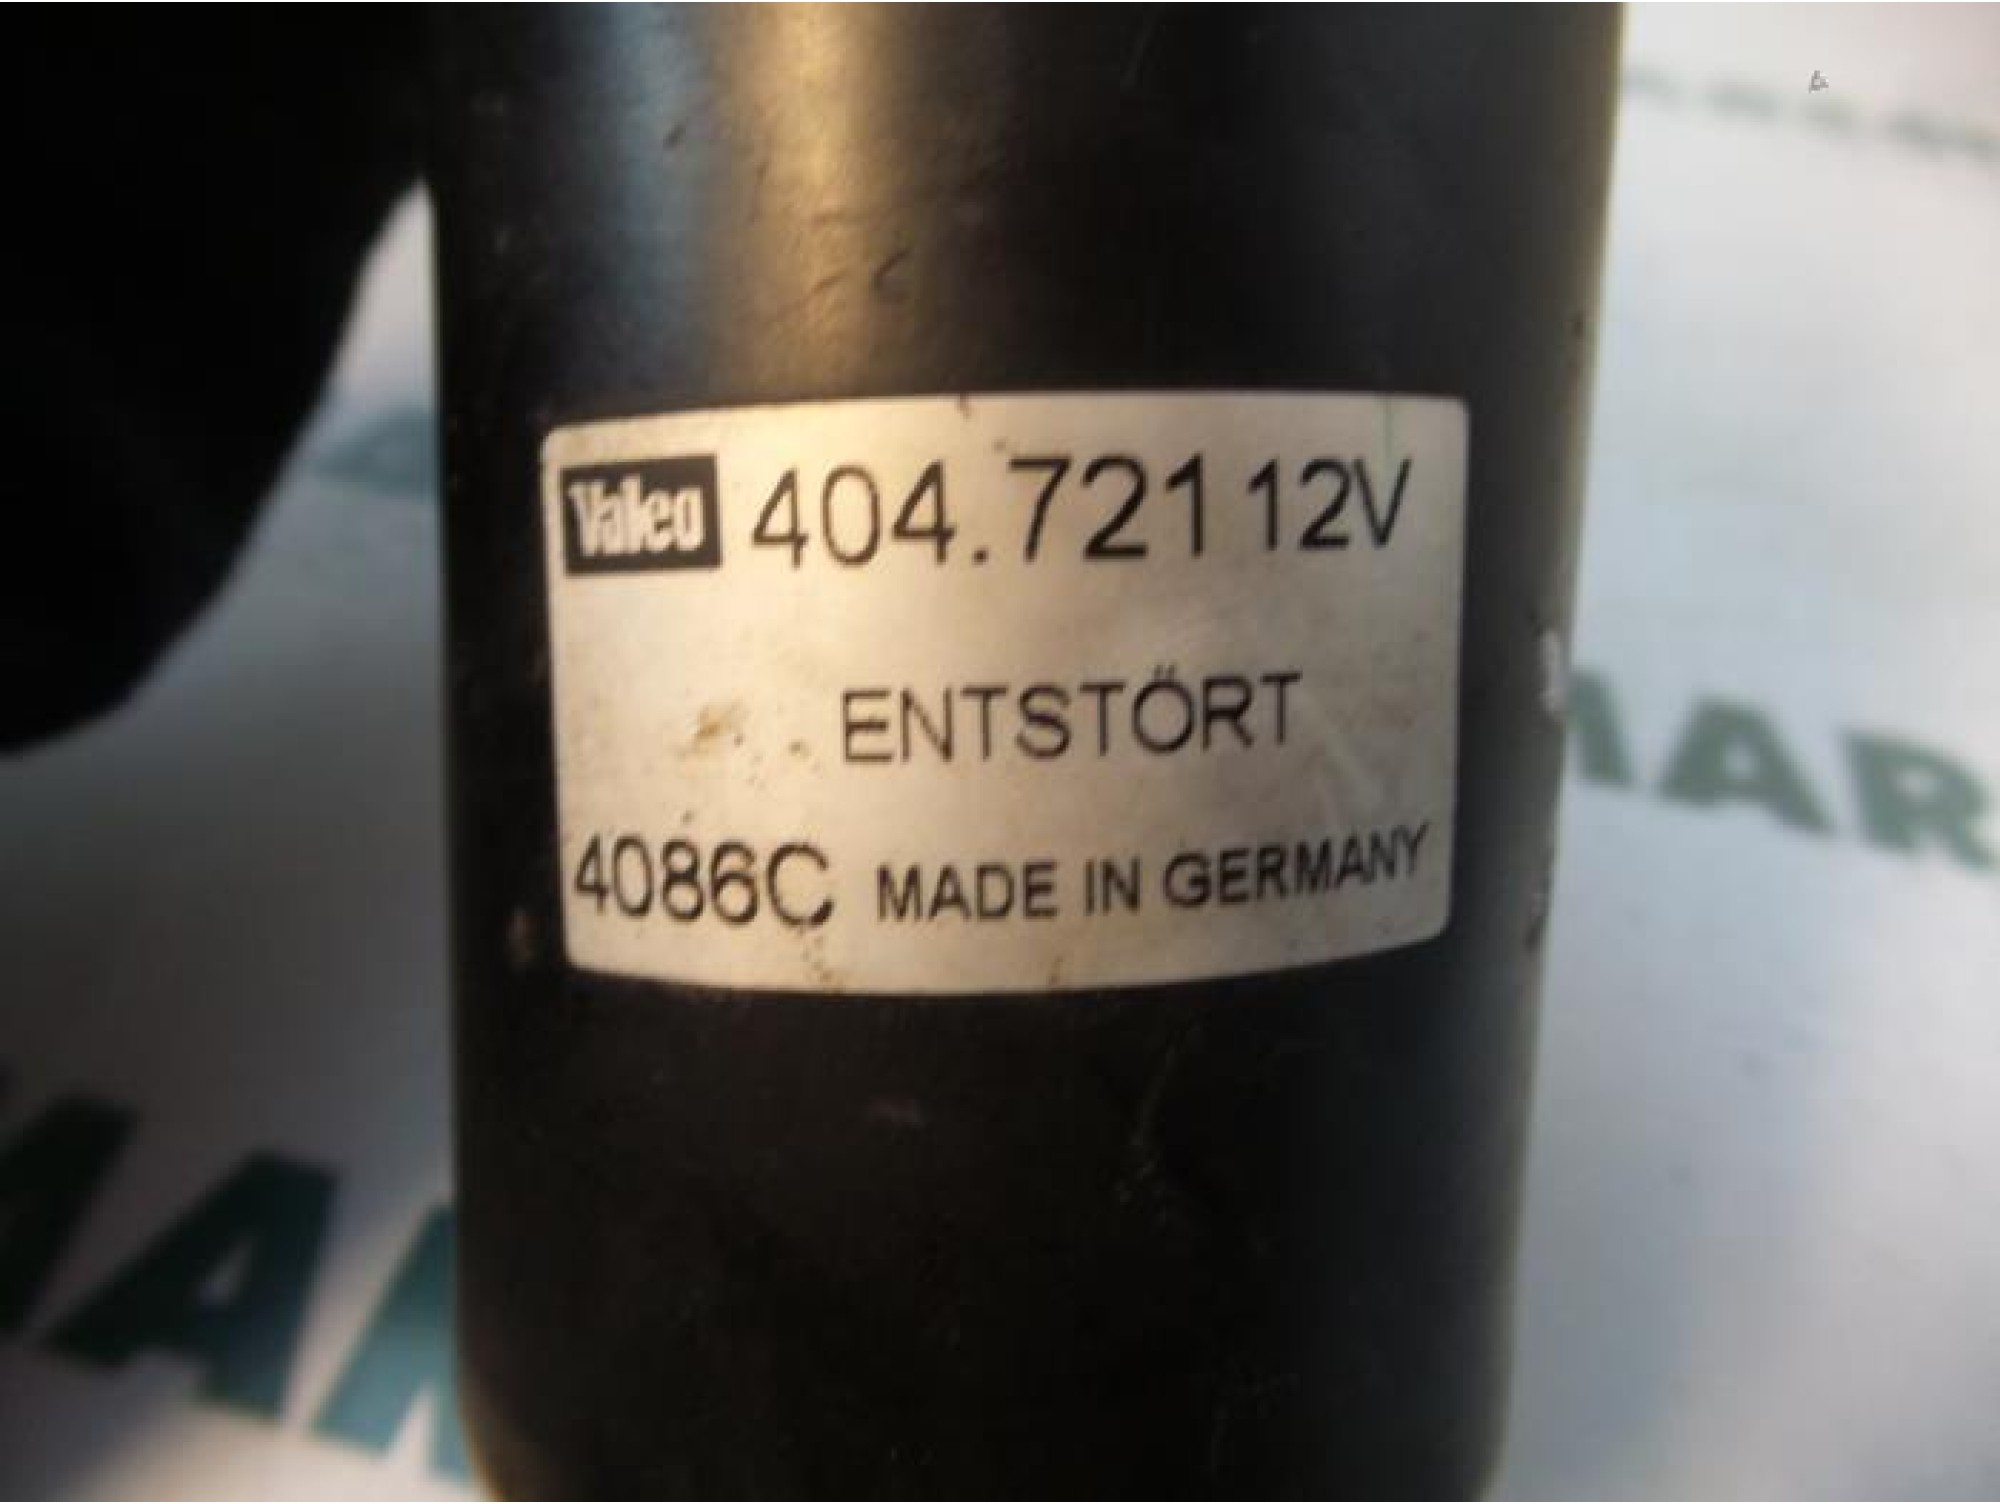 Valeo 404.721 12V
ENTSTÖRT
4086C MADE IN GERMANY